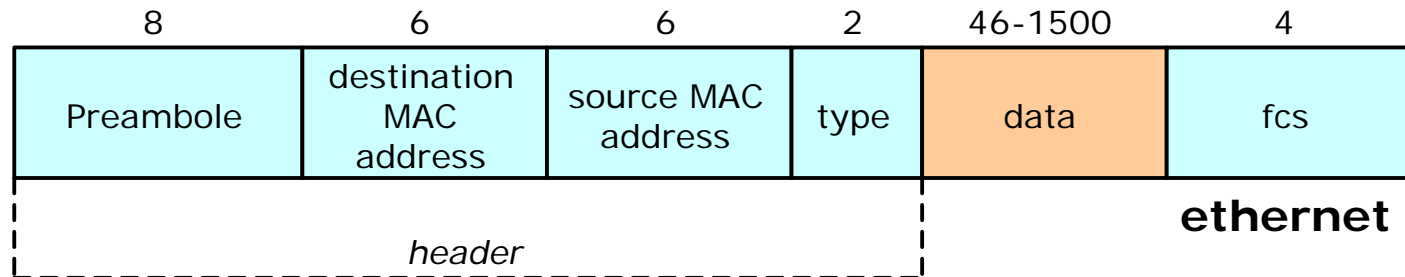 8 6 6 2 46-1500 4
Preambole
destination
MAC
address
source MAC
address
type
data
fcs
ethernet
header